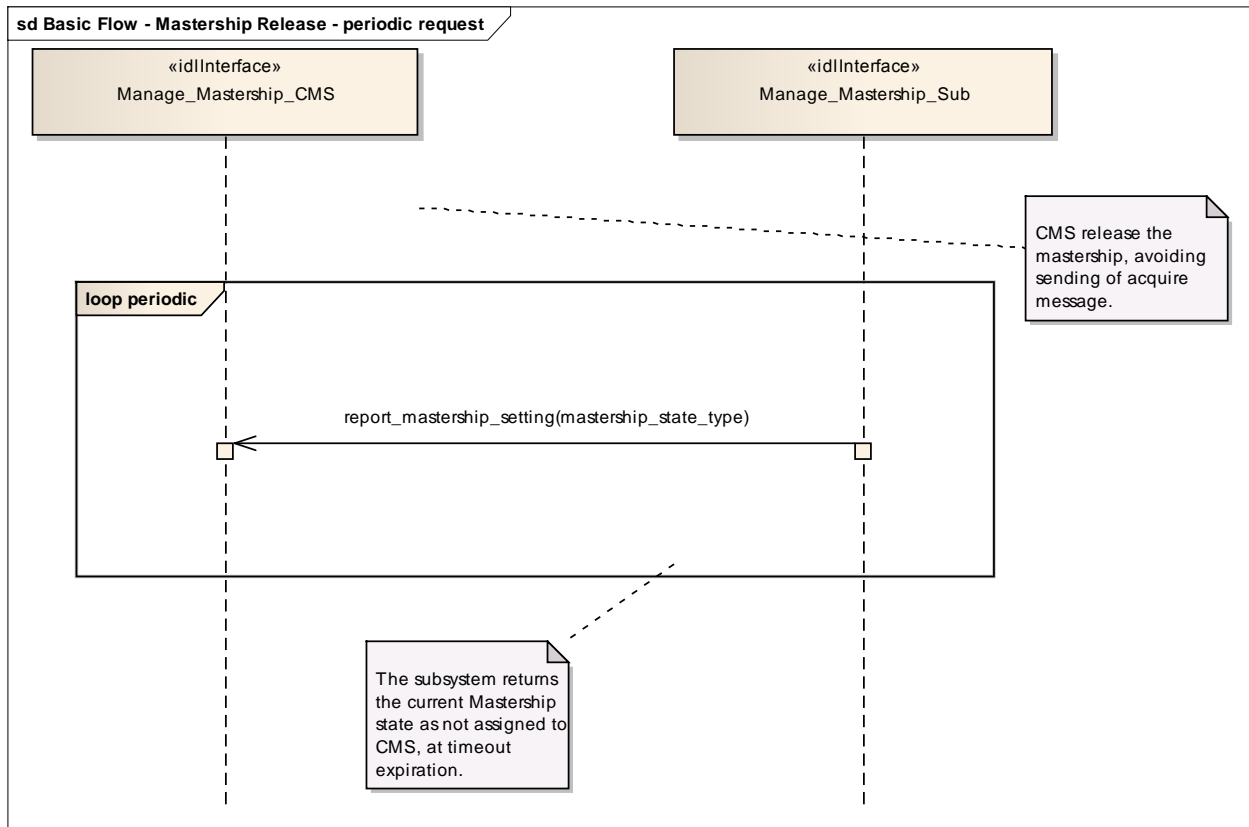 sd Basic Flow - Mastership Release - periodic request
«idlInterface»
Manage_Mastership_CMS
«idlInterface»
Manage_Mastership_Sub
CMS release the
mastership, avoiding
sending of acquire
message.
loop periodic
report_mastership_setting(mastership_state_type)
The subsystem returns
the current Mastership
state as not assigned to
CMS, at timeout
expiration.